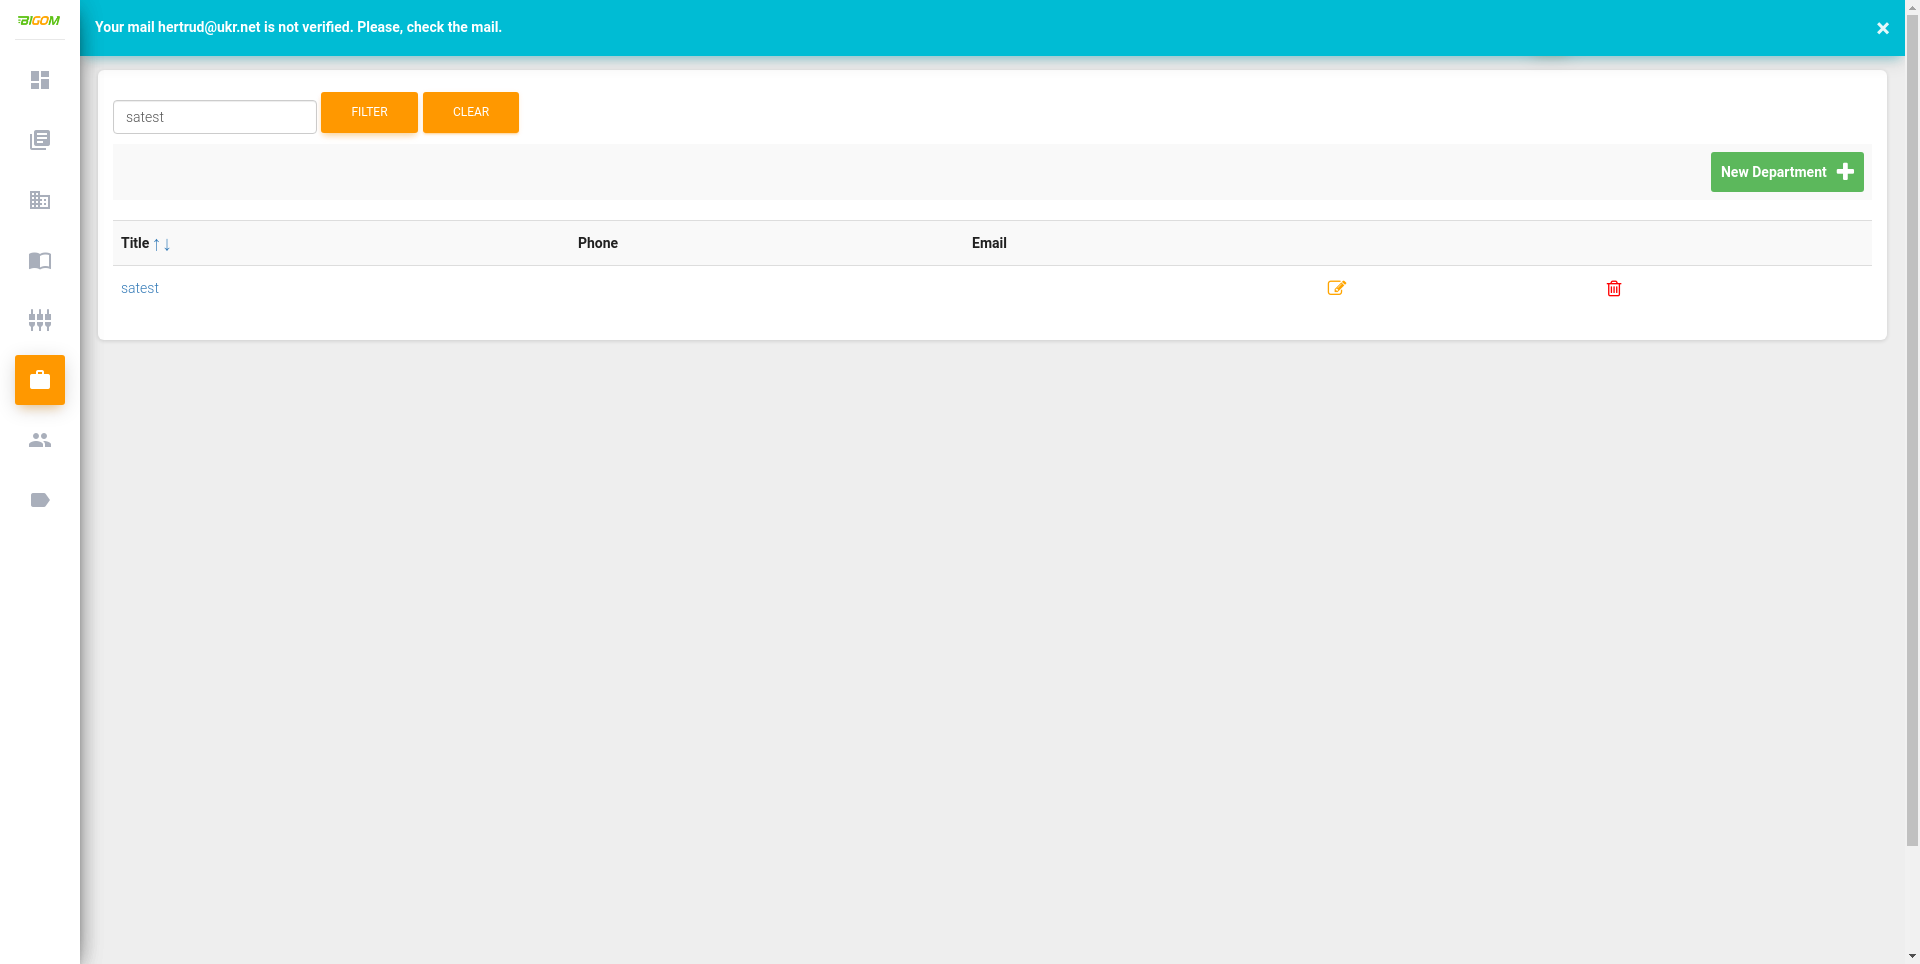 BIGOM
Your mail hertrud@ukr.net is not verified. Please, check the mail.
×
satest
FILTER
CLEAR
New Department
Title ↑↓
Phone
Email
satest